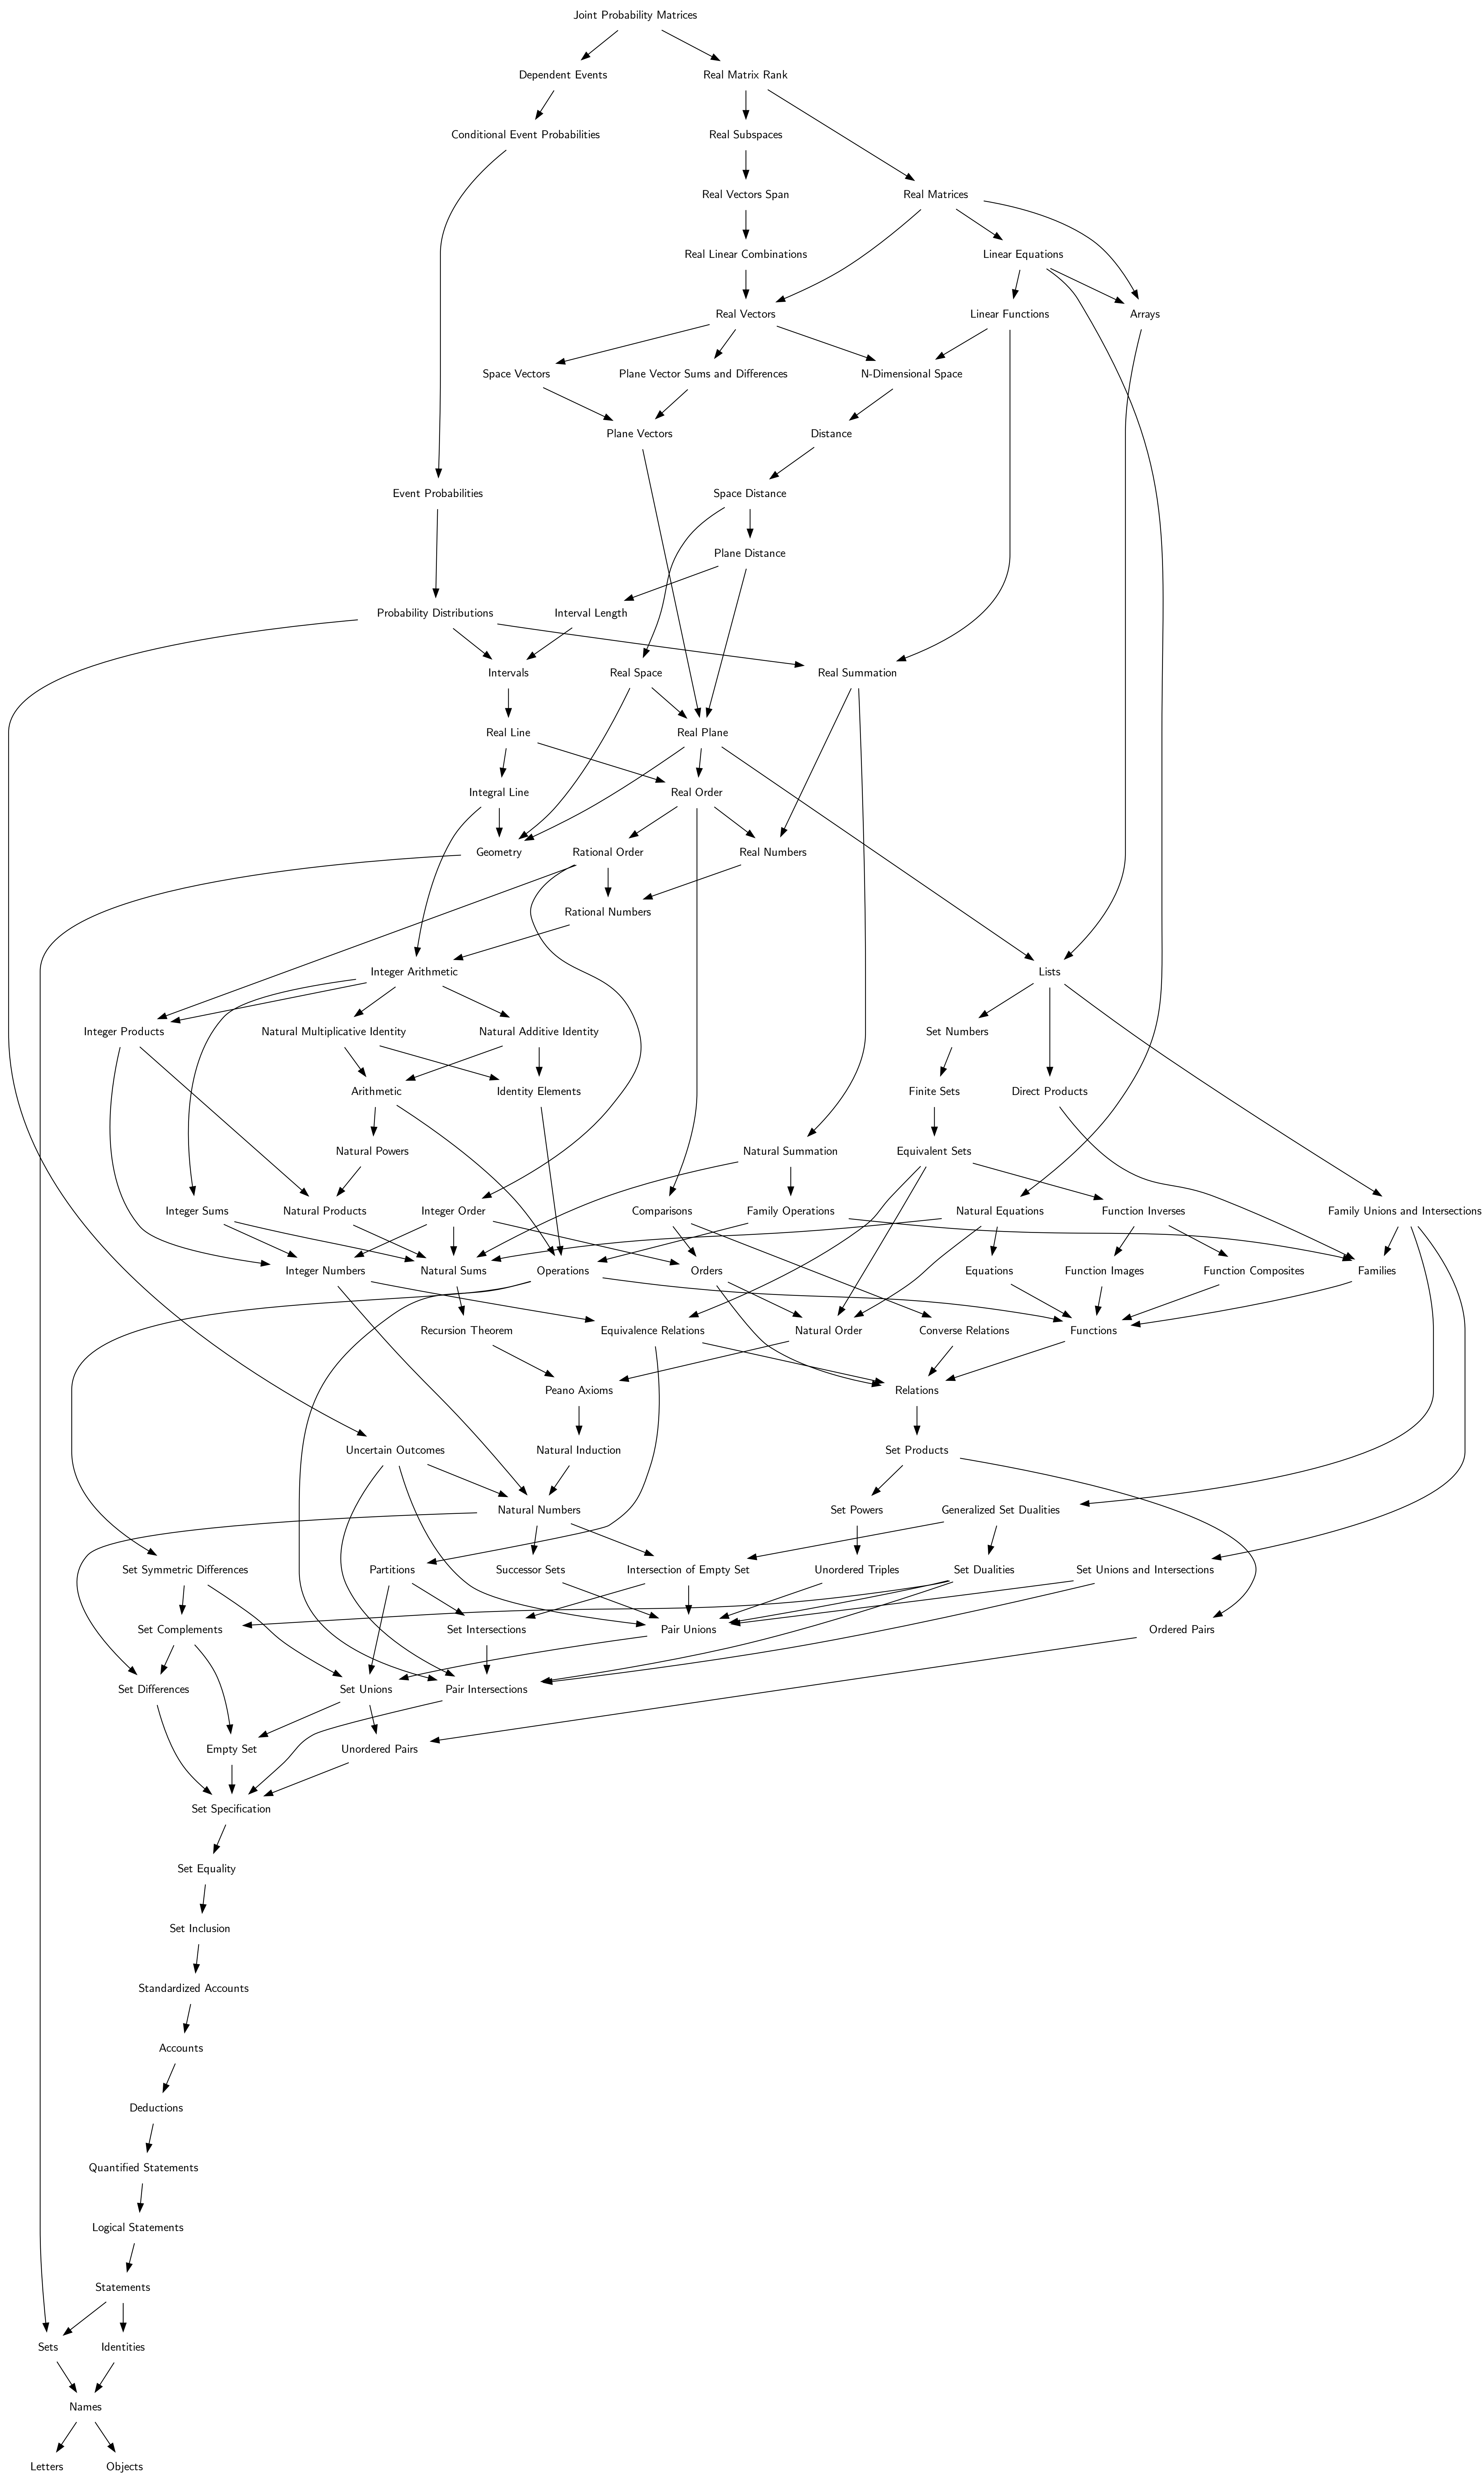 Joint Probability Matrices
Dependent Events
Real Matrix Rank
Conditional Event Probabilities
Real Subspaces
Real Vectors Span
Real Matrices
Real Linear Combinations
Linear Equations
Real Vectors
Linear Functions
Arrays
Space Vectors
Plane Vector Sums and Differences
N-Dimensional Space
Plane Vectors
Distance
Event Probabilities
Space Distance
Plane Distance
Probability Distributions
Interval Length
Intervals
Real Space
Real Summation
Real Line
Real Plane
Integral Line
Real Order
Geometry
Rational Order
Real Numbers
Rational Numbers
Integer Arithmetic
Lists
Integer Products
Natural Multiplicative Identity
Natural Additive Identity
Set Numbers
Arithmetic
Identity Elements
Finite Sets
Direct Products
Natural Powers
Natural Summation
Equivalent Sets
Integer Sums
Natural Products
Integer Order
Comparisons
Family Operations
Natural Equations
Function Inverses
Family Unions and Intersections
Integer Numbers
Natural Sums
Operations
Orders
Equations
Function Images
Function Composites
Families
Recursion Theorem
Equivalence Relations
Natural Order
Converse Relations
Functions
Peano Axioms
Relations
Uncertain Outcomes
Natural Induction
Set Products
Natural Numbers
Set Powers
Generalized Set Dualities
Set Symmetric Differences
Partitions
Successor Sets
Intersection of Empty Set
Unordered Triples
Set Dualities
Set Unions and Intersections
Set Complements
Set Intersections
Pair Unions
Ordered Pairs
Set Differences
Set Unions
Pair Intersections
Empty Set
Unordered Pairs
Set Specification
Set Equality
Set Inclusion
Standardized Accounts
Accounts
Deductions
Quantified Statements
Logical Statements
Statements
Sets
Identities
Names
Letters
Objects